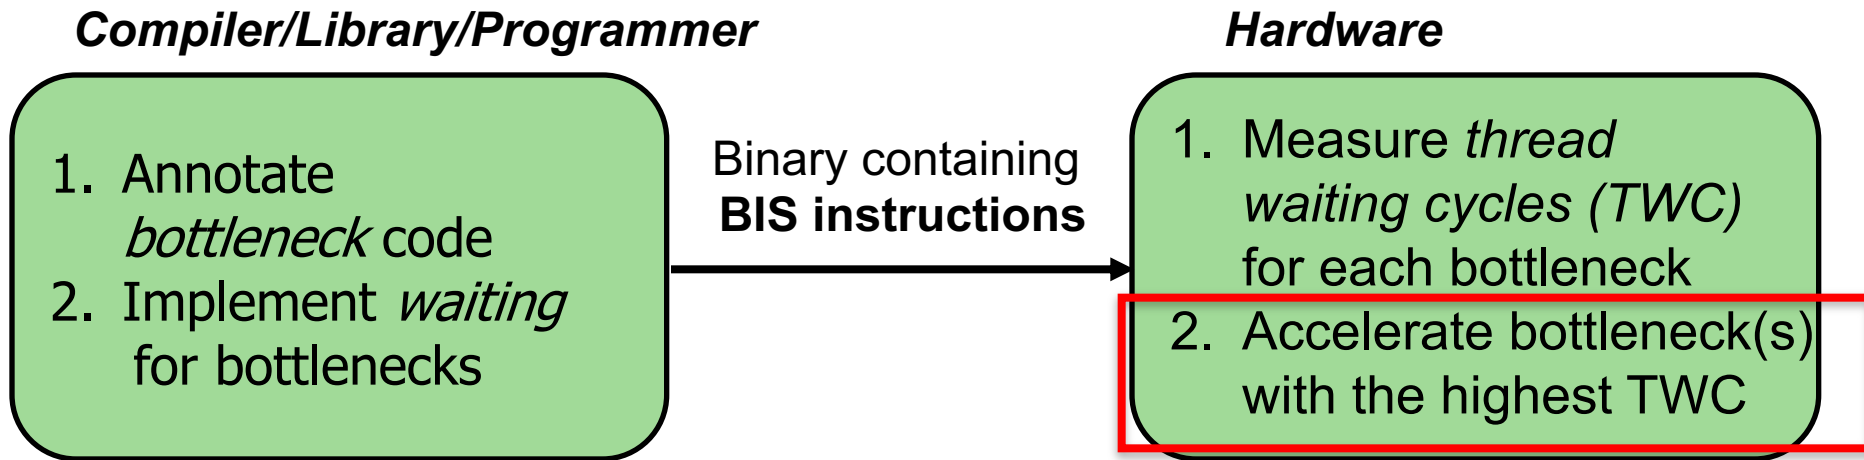 Compiler/Library/Programmer
1. Annotate
bottleneck code
2. Implement waiting
for bottlenecks
Binary containing
BIS instructions
Hardware
1. Measure thread
waiting cycles (TWC)
for each bottleneck
2. Accelerate bottleneck(s)
with the highest TWC